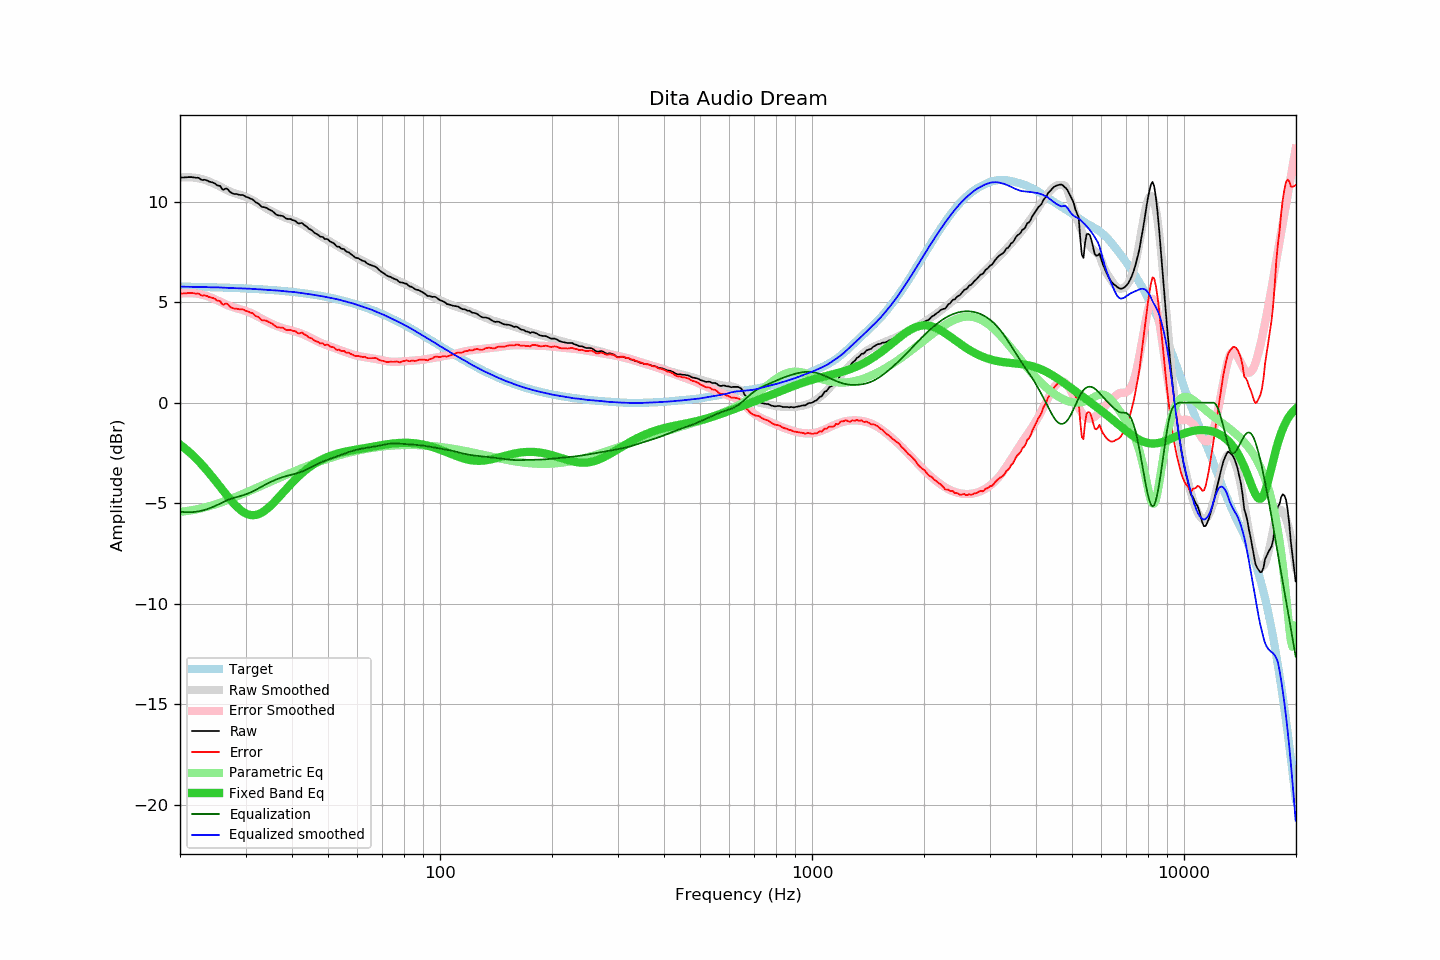 Dita Audio Dream
Amplitude (dBr)
10
5
0
−5
−10
−15
−20
Target
Raw Smoothed
Error Smoothed
Raw
Error
Parametric Eq
Fixed Band Eq
Equalization
Equalized smoothed
100
1000
10000
Frequency (Hz)